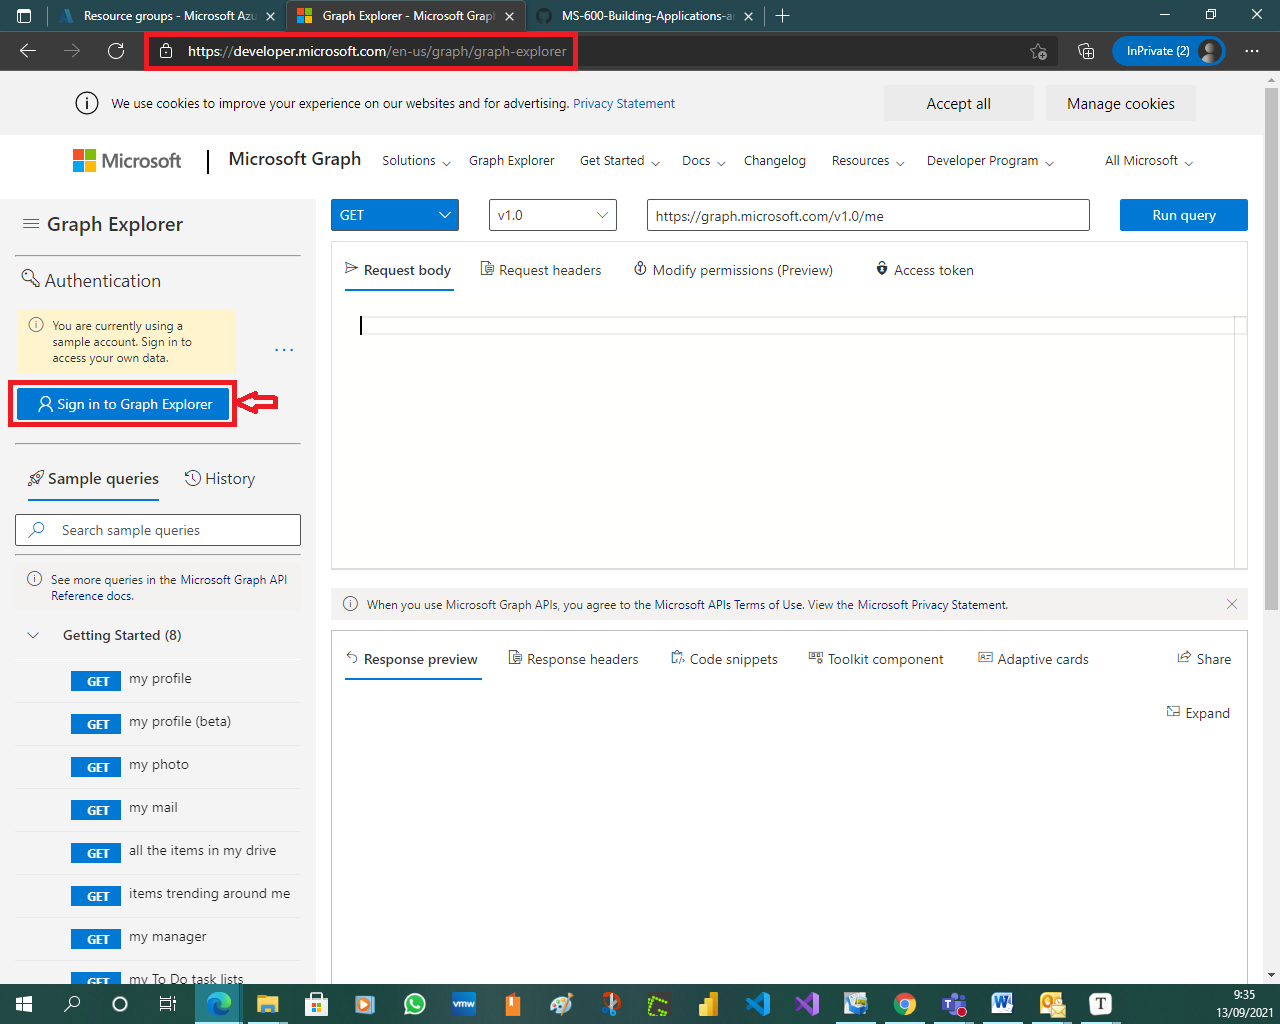 Resource groups - Microsoft Azu
Graph Explorer - Microsoft Graph
MS-600-Building-Applications-a
https://developer.microsoft.com/en-us/graph/graph-explorer
InPrivate (2)
We use cookies to improve your experience on our websites and for advertising. Privacy Statement
Accept all
Manage cookies
Microsoft
Microsoft Graph
Solutions
Graph Explorer
Get Started
Docs
Changelog
Resources
Developer Program
All Microsoft
Graph Explorer
GET
v1.0
https://graph.microsoft.com/v1.0/me
Run query
Authentication
Request body
Request headers
Modify permissions (Preview)
Access token
You are currently using a
sample account. Sign in to
access your own data.
Sign in to Graph Explorer
Sample queries
History
Search sample queries
See more queries in the Microsoft Graph API
Reference docs.
When you use Microsoft Graph APIs, you agree to the Microsoft APIs Terms of Use. View the Microsoft Privacy Statement.
Getting Started (8)
Response preview
Response headers
Code snippets
Toolkit component
Adaptive cards
Share
Expand
GET my profile
GET my profile (beta)
GET my photo
GET my mail
GET all the items in my drive
GET items trending around me
GET my manager
GET my To Do task lists
vmw
9:35
13/09/2021